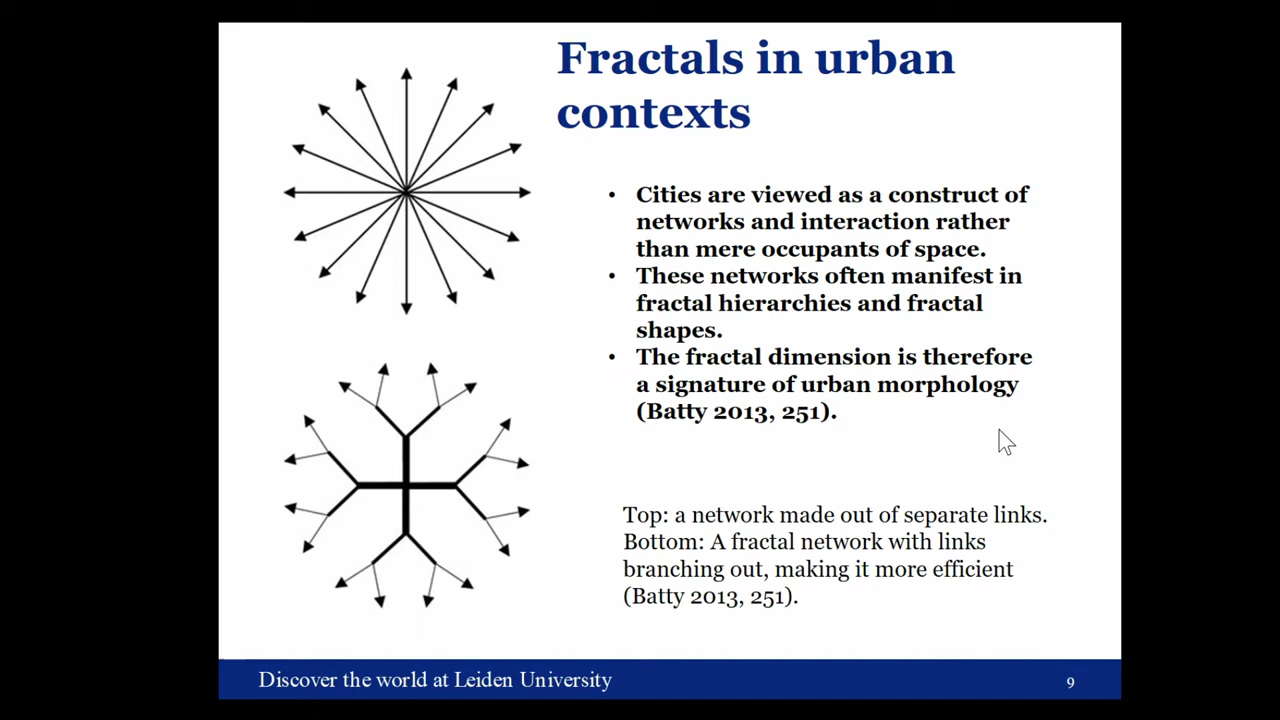 Fractals in urban
contexts
• Cities are viewed as a construct of
networks and interaction rather
than mere occupants of space.
• These networks often manifest in
fractal hierarchies and fractal
shapes.
• The fractal dimension is therefore
a signature of urban morphology
(Batty 2013, 251).
Top: a network made out of separate links.
Bottom: A fractal network with links
branching out, making it more efficient
(Batty 2013, 251).
Discover the world at Leiden University
9